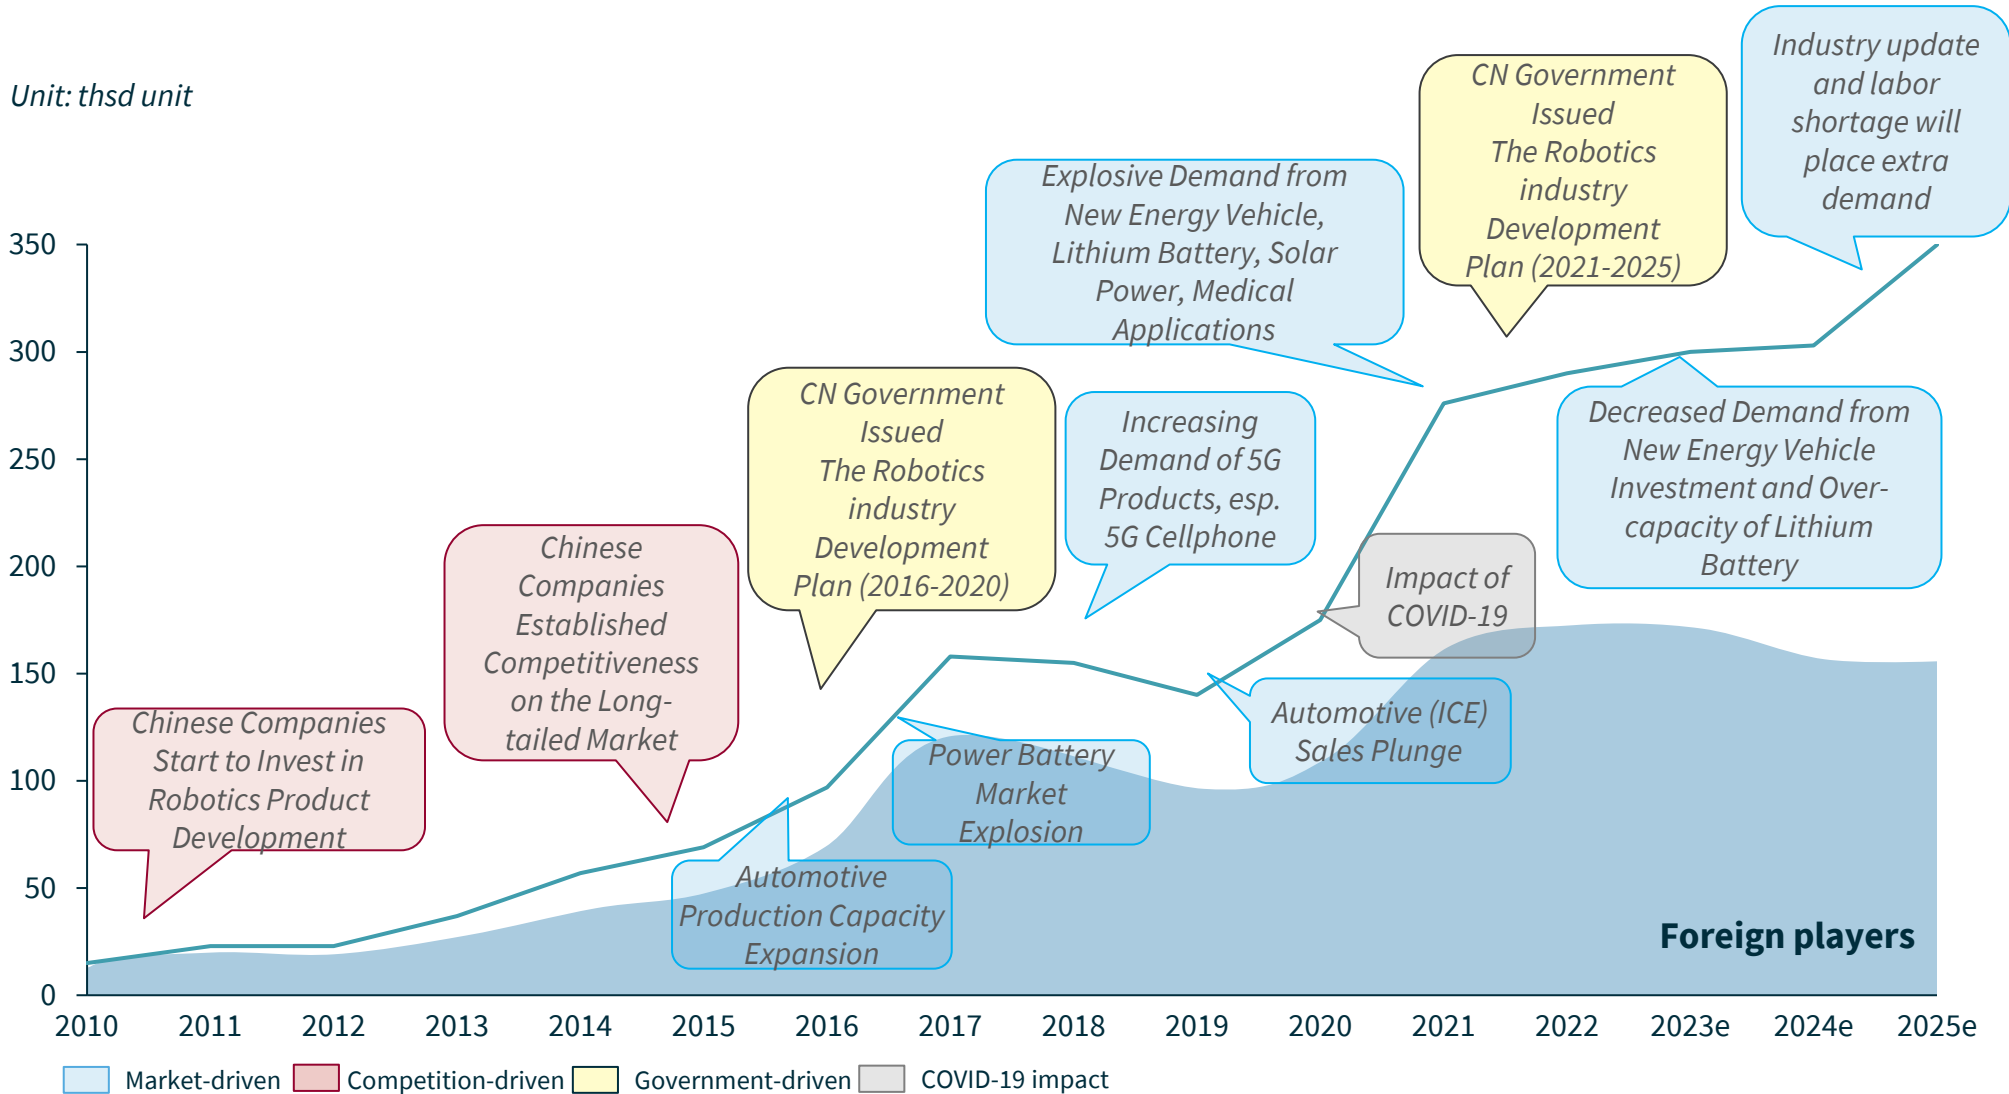 Unit: thsd unit
Industry update
and labor
shortage will
place extra
demand
CN Government
Issued
The Robotics
industry
Development
Plan (2021-2025)
Explosive Demand from
New Energy Vehicle,
Lithium Battery, Solar
Power, Medical
Applications
CN Government
Issued
The Robotics
industry
Development
Plan (2016-2020)
Increasing
Demand of 5G
Products, esp.
5G Cellphone
Decreased Demand from
New Energy Vehicle
Investment and Over-
capacity of Lithium
Battery
Chinese
Companies
Established
Competitiveness
on the Long-
tailed Market
Impact of
COVID-19
Chinese Companies
Start to Invest in
Robotics Product
Development
Automotive (ICE)
Sales Plunge
Power Battery
Market
Explosion
Automotive
Production Capacity
Expansion
Foreign players
350
300
250
200
150
100
50
0
2010 2011 2012 2013 2014 2015 2016 2017 2018 2019 2020 2021 2022 2023e 2024e 2025e
Market-driven Competition-driven Government-driven COVID-19 impact